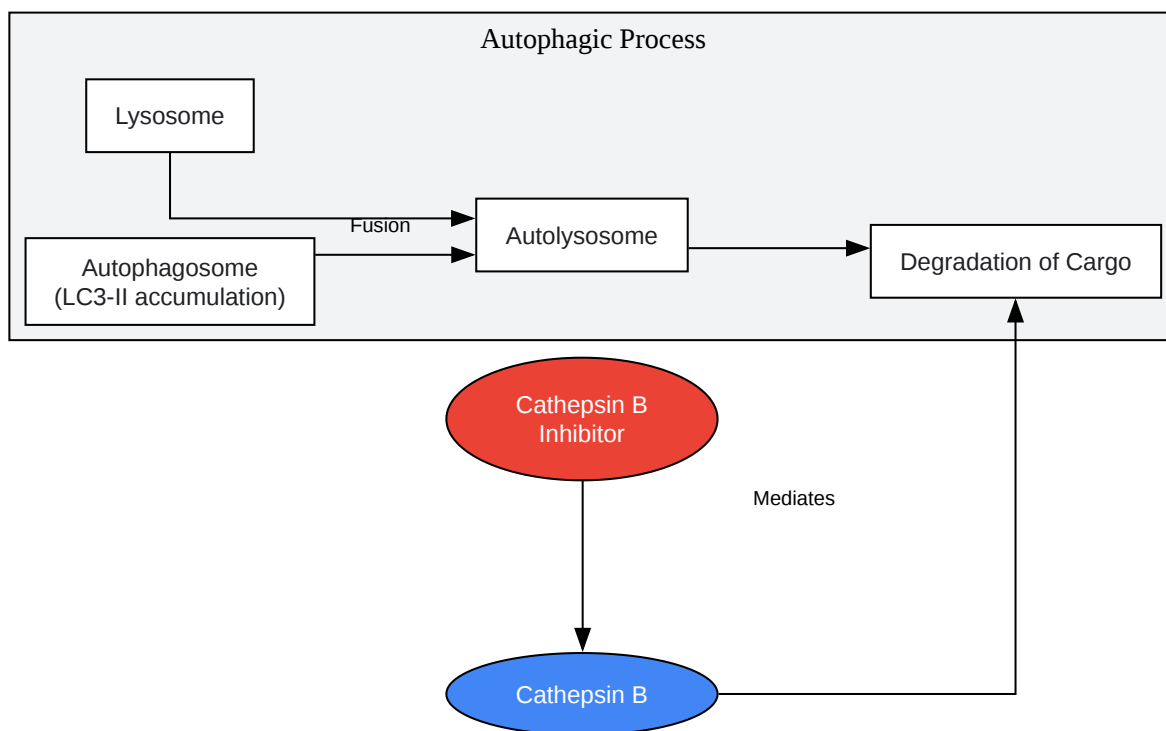 Autophagic Process
Lysosome
Fusion
Autolysosome
Autophagosome
(LC3-II accumulation)
Degradation of Cargo
Cathepsin B
Inhibitor
Mediates
Cathepsin B